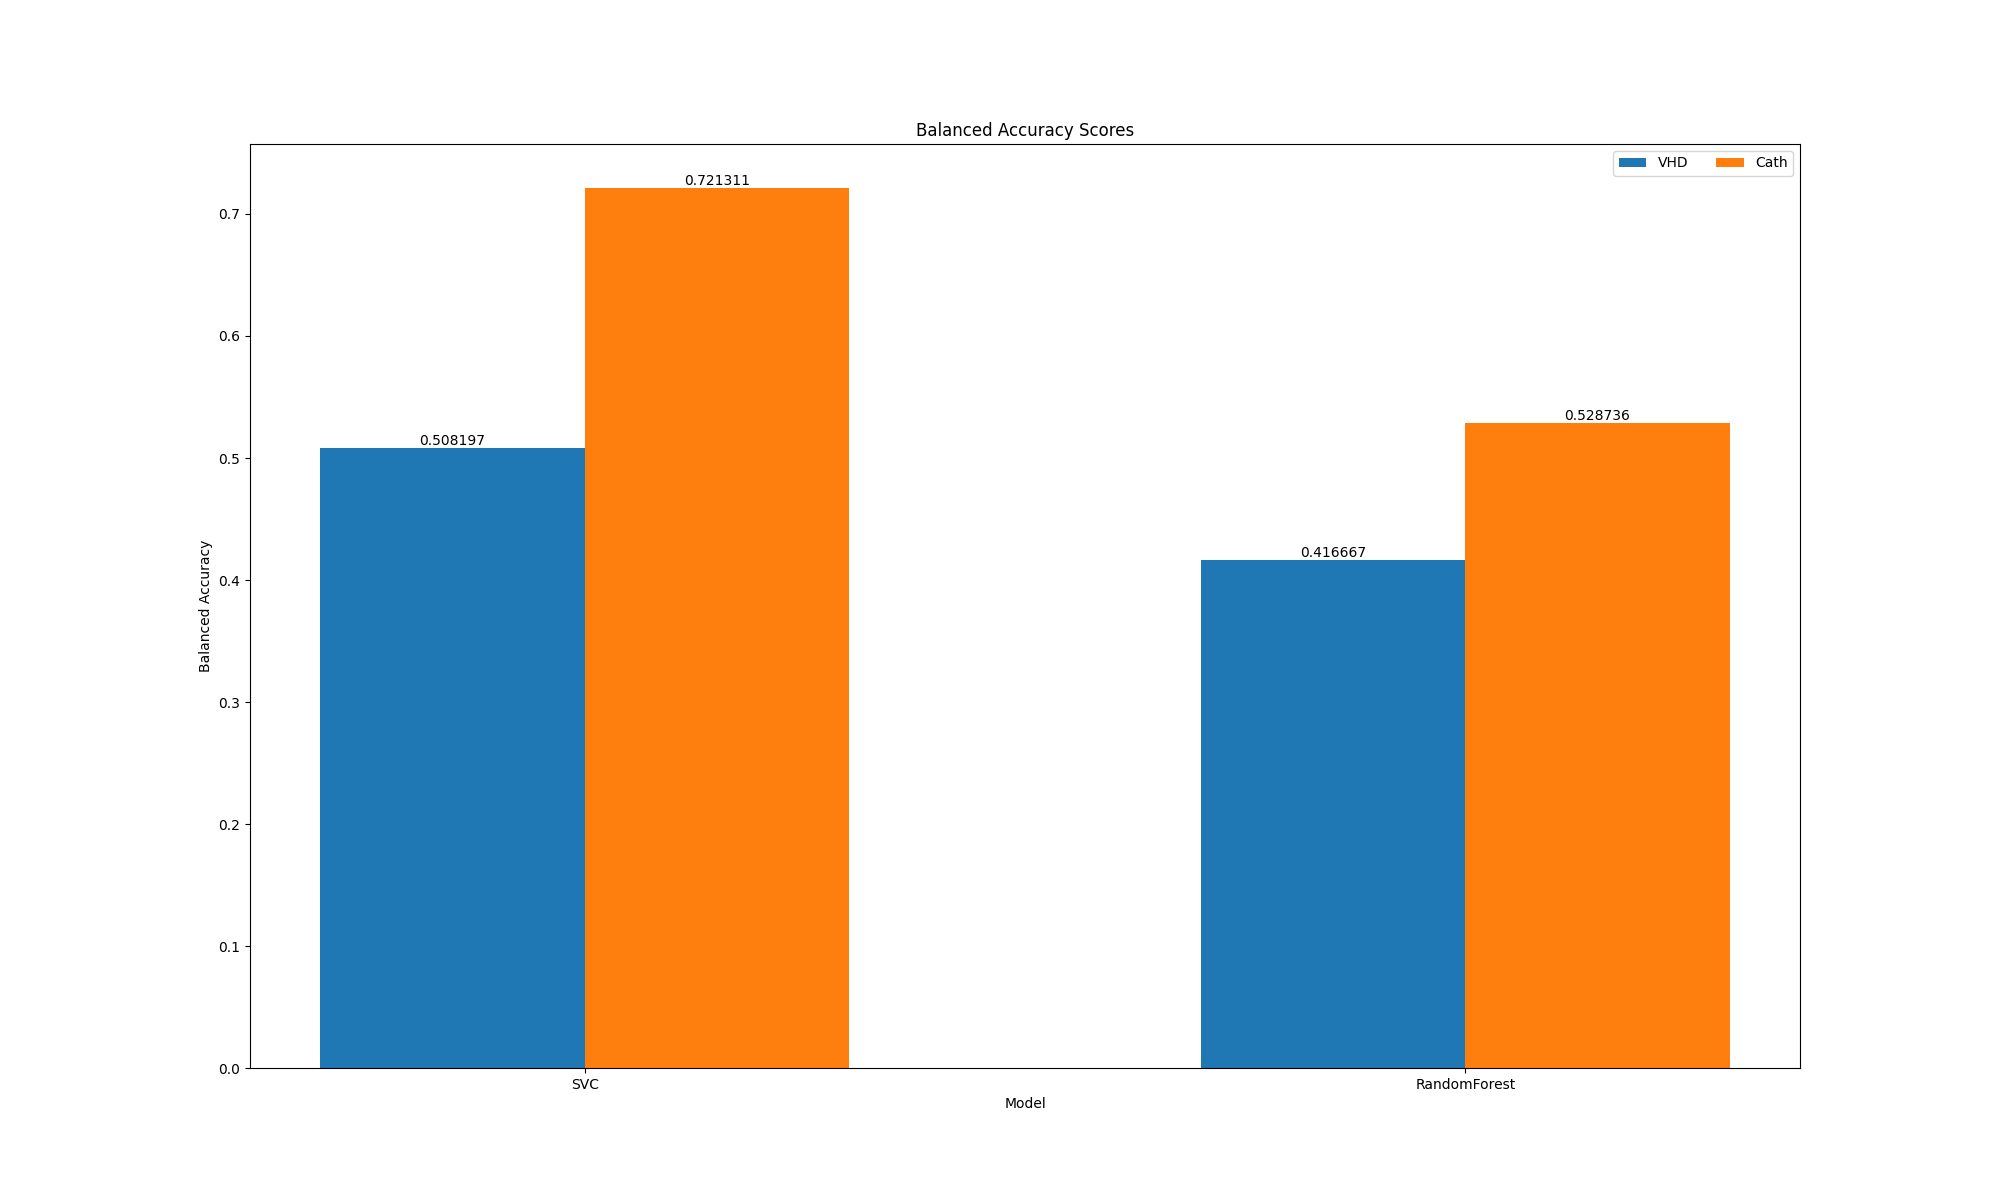 Balanced Accuracy Scores
VHD Cath
0.721311
0.508197
0.528736
0.416667
Balanced Accuracy
0.7
0.6
0.5
0.4
0.3
0.2
0.1
0.0
SVC RandomForest
Model